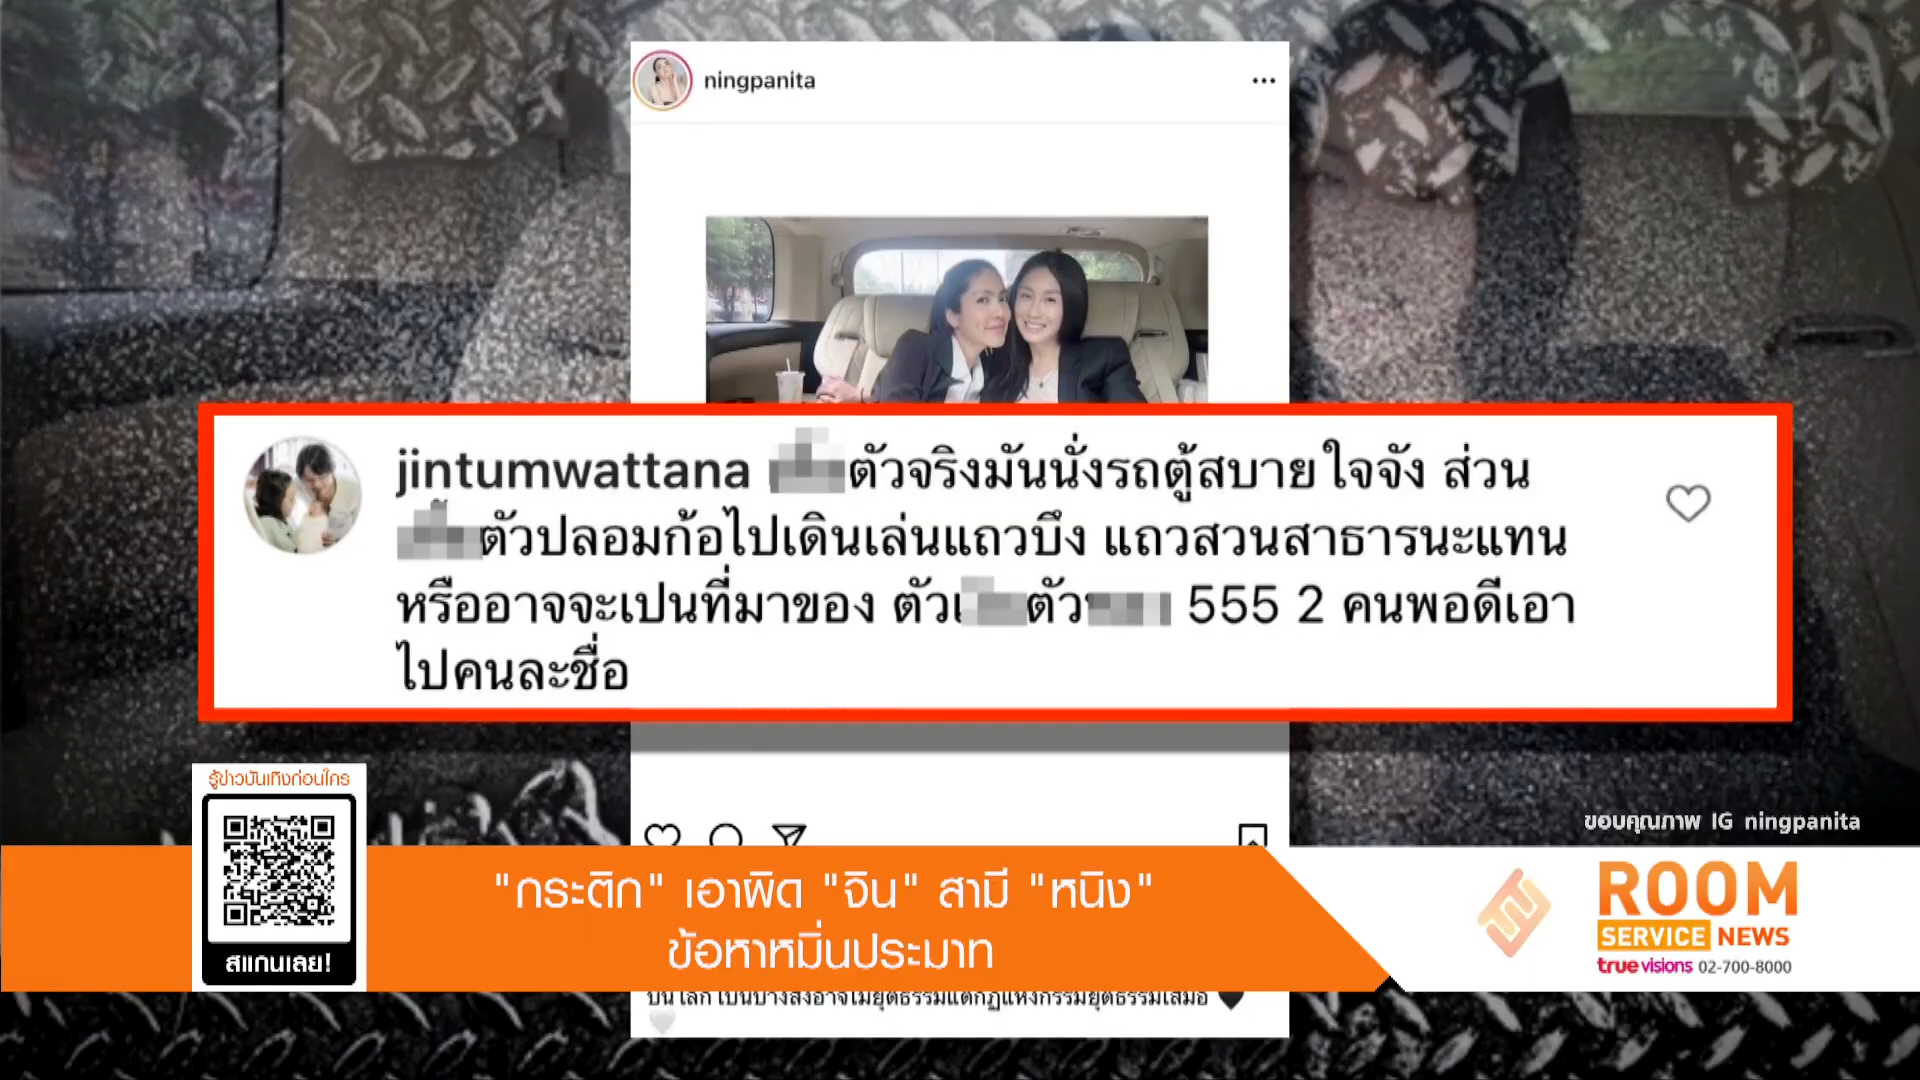 ningpanita
jintumwattana ตัวจริงมันนั่งรถตู้สบายใจจัง ส่วน
ตัวปลอมก้อไปเดินเล่นแถวบึง แถวสวนสาธารนะแทน
หรืออาจจะเปนที่มาของ ตัว ตัว 555 2 คนพอดีเอา
ไปคนละชื่อ
รู้ข่าวบันเทิงก่อนใคร
สแกนเลย!
ขอบคุณภาพ IG ningpanita
"กระติก" เอาผิด "จิน" สามี "หนิง"
ข้อหาหมิ่นประมาท
ROOM
SERVICE NEWS
true visions 02-700-8000